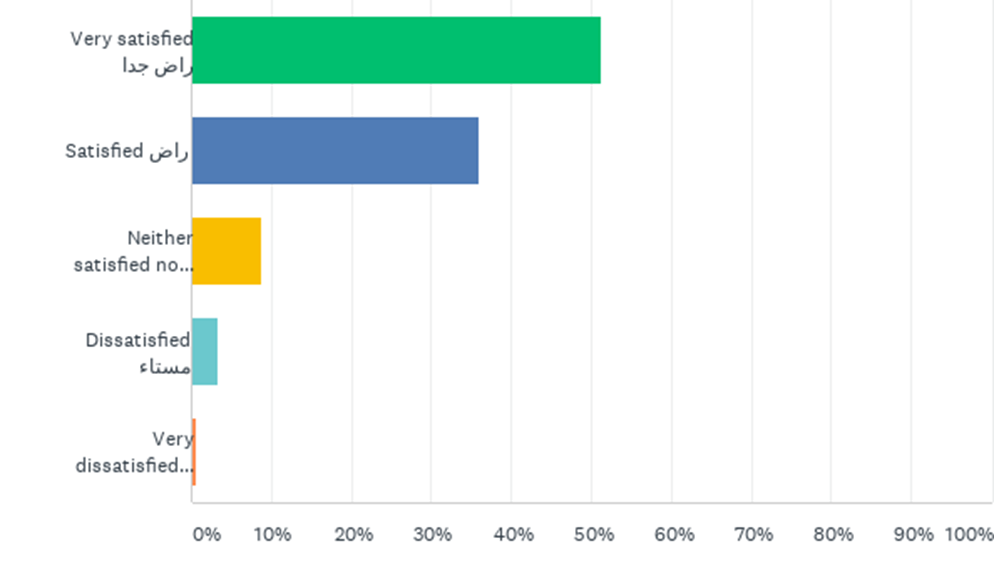 Very satisfied
راض جدا
Satisfied راض
Neither
satisfied no...
Dissatisfied
مستاء
Very
dissatisfied...
0% 10% 20% 30% 40% 50% 60% 70% 80% 90% 100%